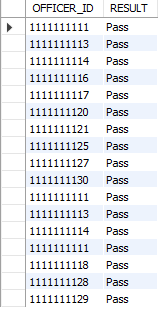 OFFICER_ID RESULT
1111111111 Pass
1111111113 Pass
1111111114 Pass
1111111116 Pass
1111111117 Pass
1111111120 Pass
1111111121 Pass
1111111125 Pass
1111111127 Pass
1111111130 Pass
1111111111 Pass
1111111113 Pass
1111111114 Pass
1111111111 Pass
1111111118 Pass
1111111128 Pass
1111111129 Pass